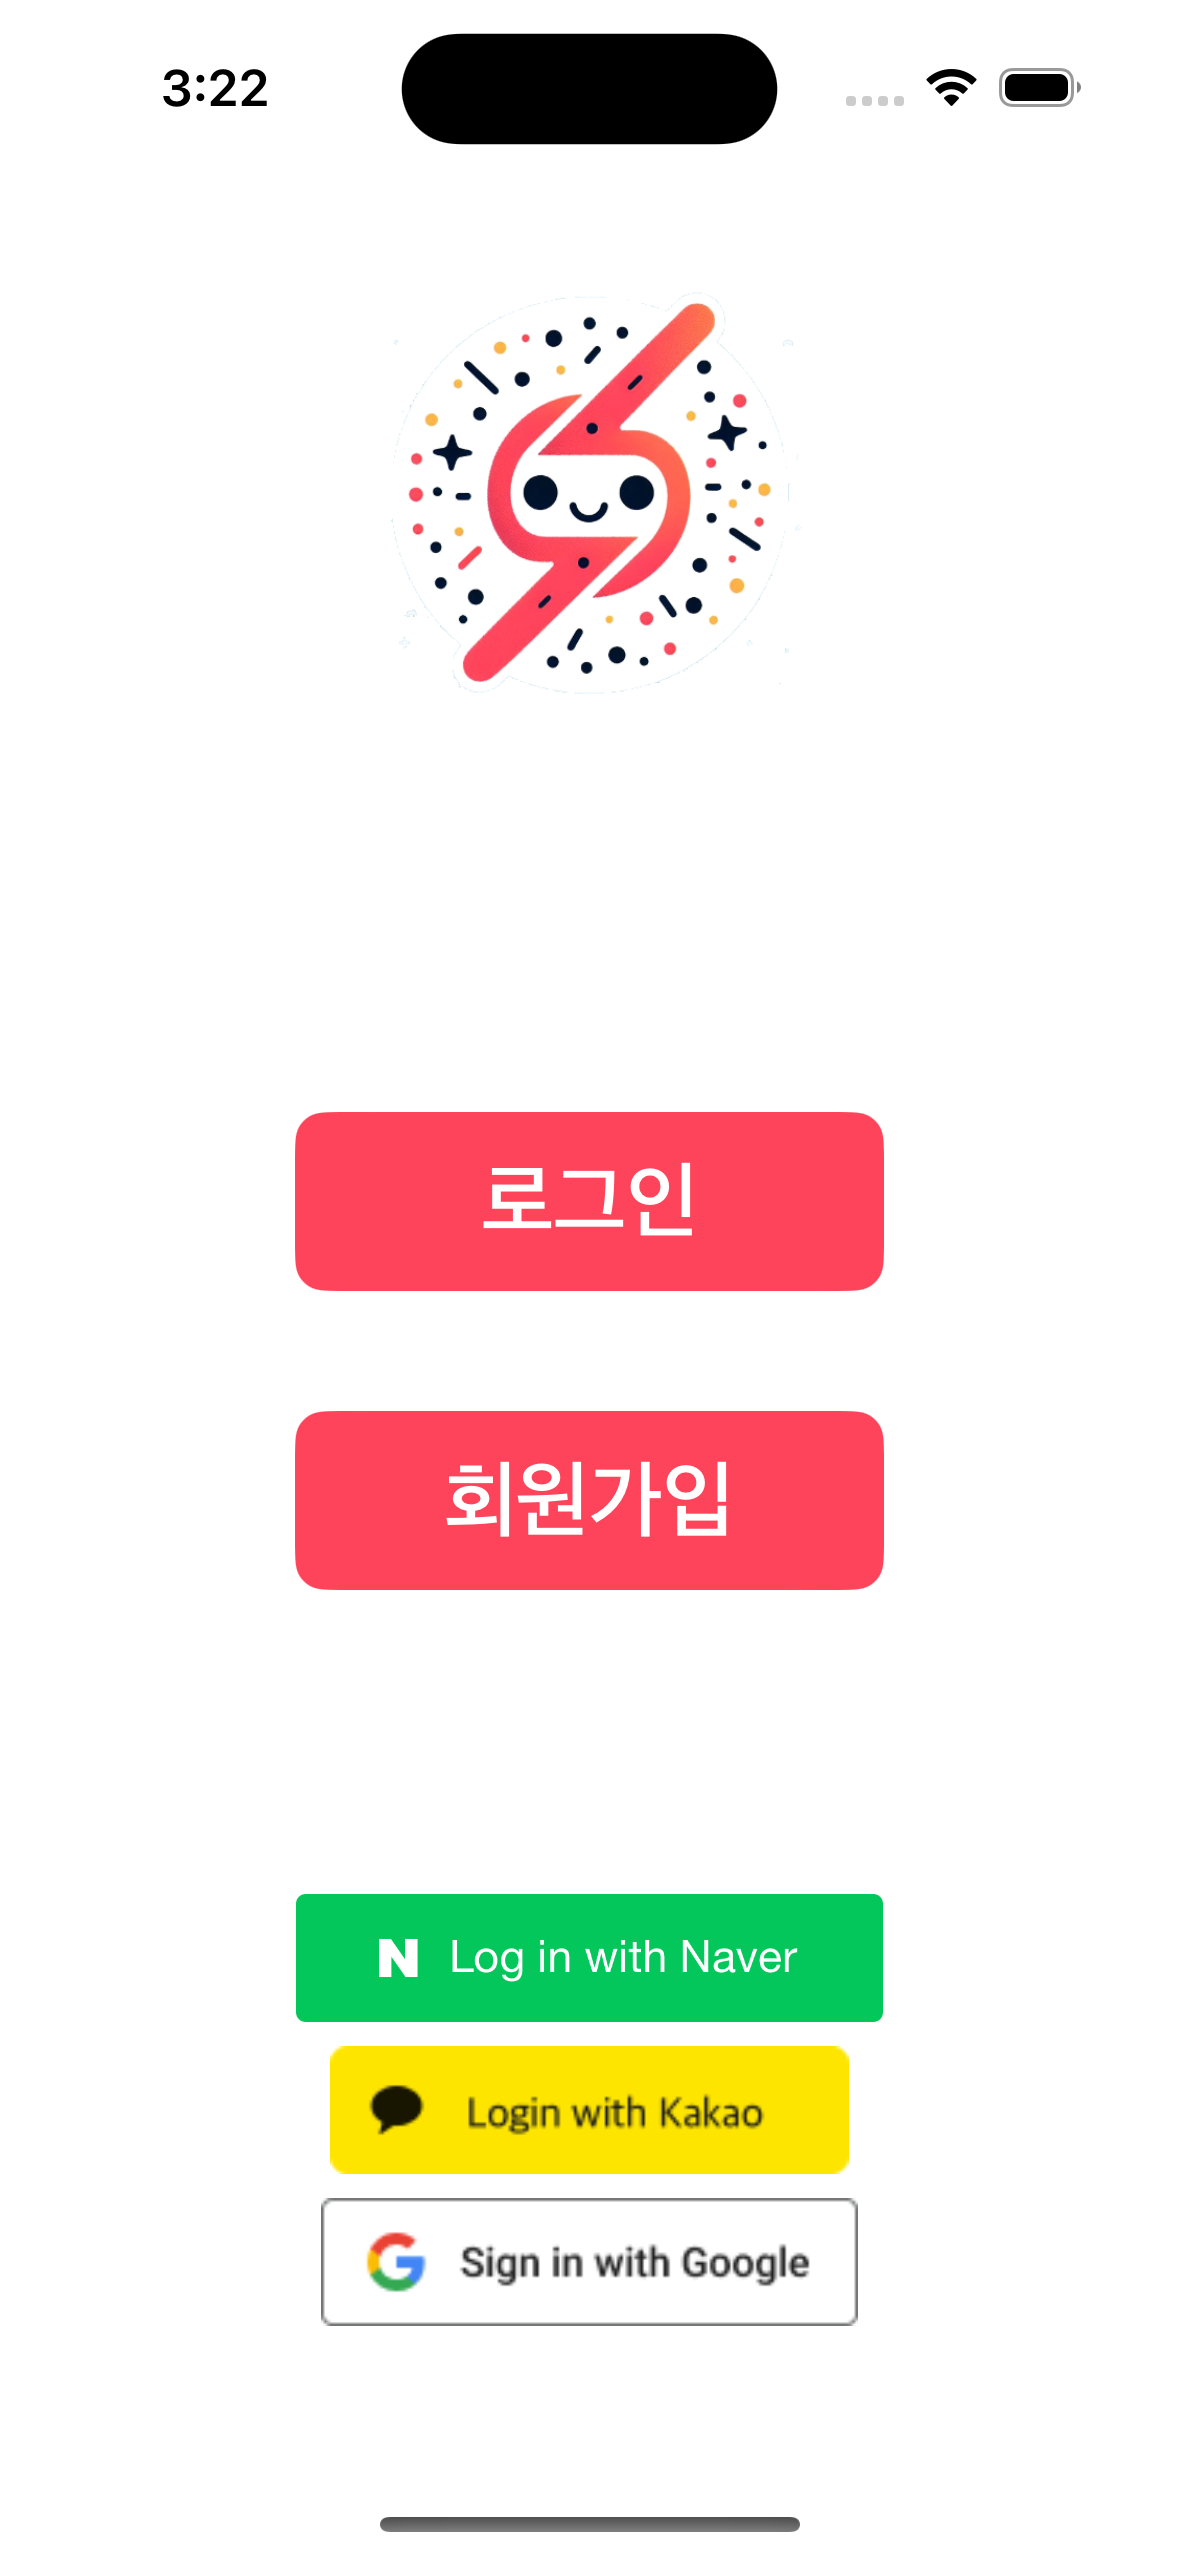 3:22
로그인
회원가입
N Log in with Naver
Login with Kakao
G Sign in with Google